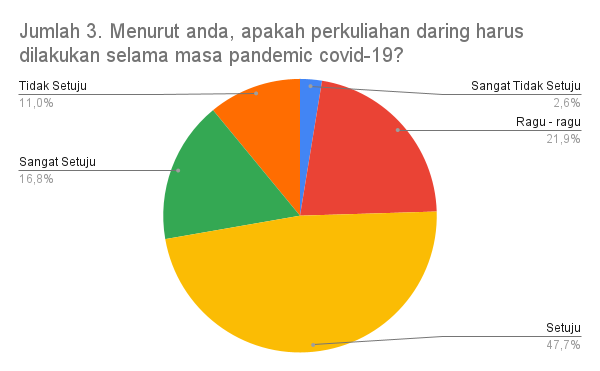 Jumlah 3. Menurut anda, apakah perkuliahan daring harus
dilakukan selama masa pandemic covid-19?
Tidak Setuju
11,0%
Sangat Tidak Setuju
2,6%
Ragu - ragu
21,9%
Sangat Setuju
16,8%
Setuju
47,7%